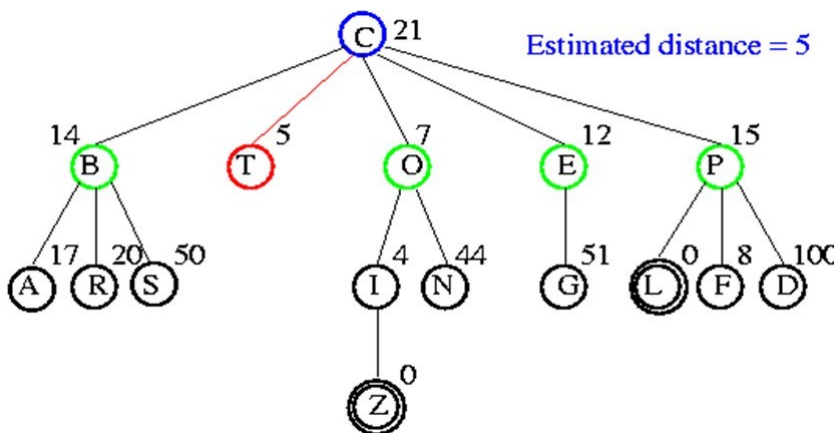 C 21
Estimated distance = 5
14 5 7 12 15
B T O E P
17 20 50 4 44 51 0 8 100
A R S I N G L F D
0
Z